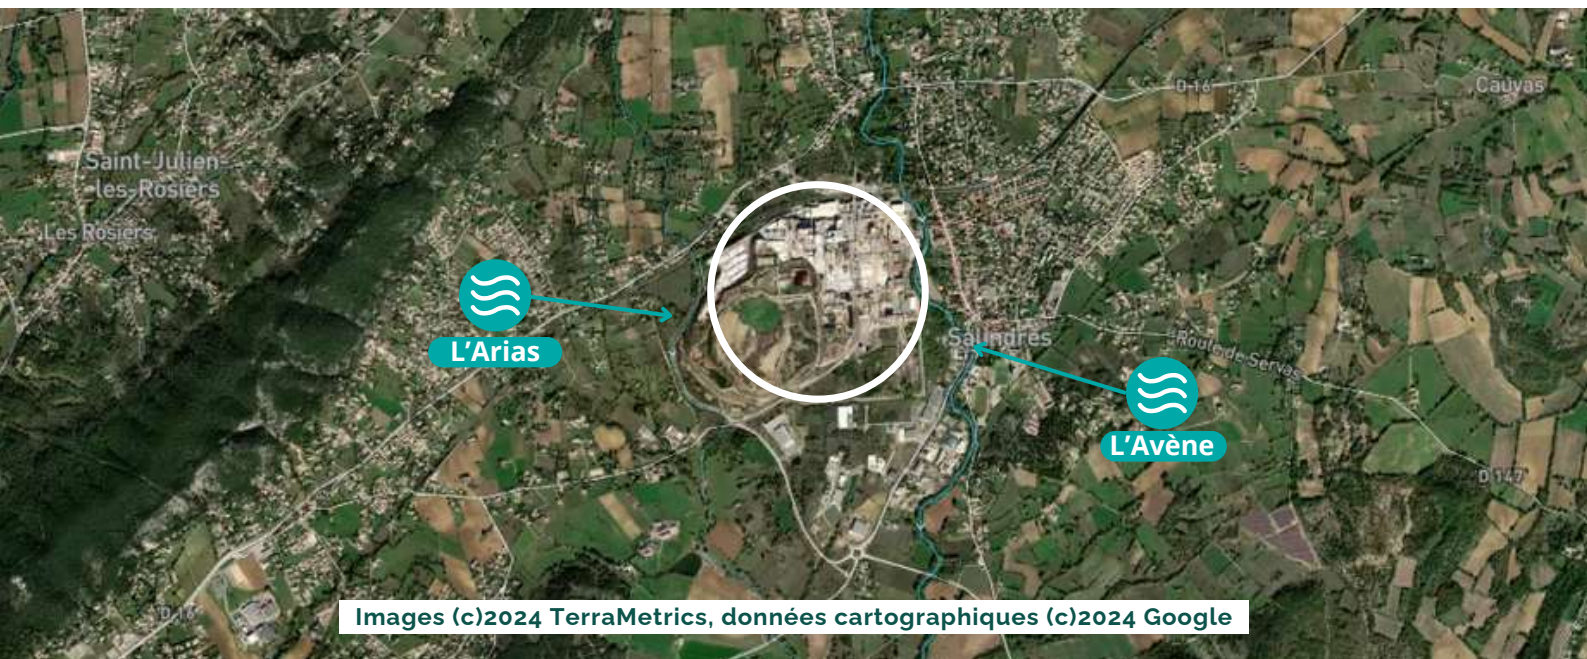 D 16
Cauvas
Saint-Julien-
les-Rosiers
Les Rosiers
L'Arias
Salindres
Route de Servas
L'Avène
D 147
D 16
Images (c)2024 TerraMetrics, données cartographiques (c)2024 Google